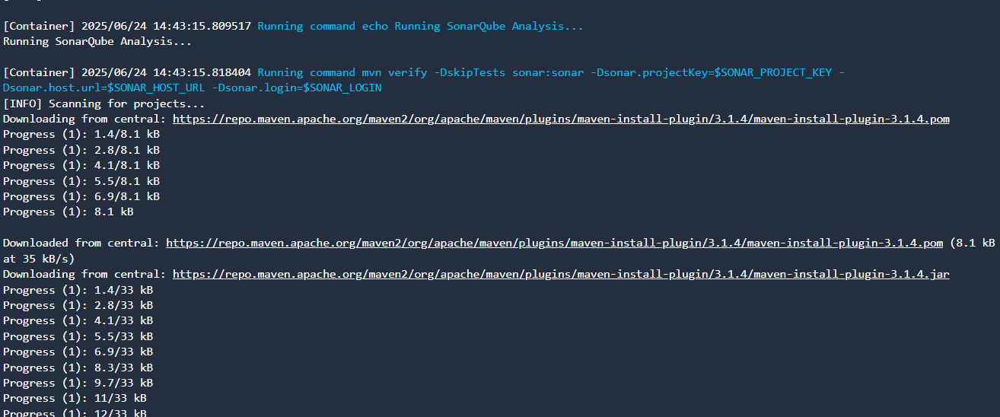 [Container] 2025/06/24 14:43:15.809517 Running command echo Running SonarQube Analysis...
Running SonarQube Analysis...
[Container] 2025/06/24 14:43:15.818404 Running command mvn verify -DskipTests sonar:sonar -Dsonar.projectKey=$SONAR_PROJECT_KEY -
Dsonar.host.url=$SONAR_HOST_URL -Dsonar.login=$SONAR_LOGIN
[INFO] Scanning for projects...
Downloading from central: https://repo.maven.apache.org/maven2/org/apache/maven/plugins/maven-install-plugin/3.1.4/maven-install-plugin-3.1.4.pom
Progress (1): 1.4/8.1 kB
Progress (1): 2.8/8.1 kB
Progress (1): 4.1/8.1 kB
Progress (1): 5.5/8.1 kB
Progress (1): 6.9/8.1 kB
Progress (1): 8.1 kB
Downloaded from central: https://repo.maven.apache.org/maven2/org/apache/maven/plugins/maven-install-plugin/3.1.4/maven-install-plugin-3.1.4.pom (8.1 kB
at 35 kB/s)
Downloading from central: https://repo.maven.apache.org/maven2/org/apache/maven/plugins/maven-install-plugin/3.1.4/maven-install-plugin-3.1.4.jar
Progress (1): 1.4/33 kB
Progress (1): 2.8/33 kB
Progress (1): 4.1/33 kB
Progress (1): 5.5/33 kB
Progress (1): 6.9/33 kB
Progress (1): 8.3/33 kB
Progress (1): 9.7/33 kB
Progress (1): 11/33 kB
Progress (1): 12/33 kB